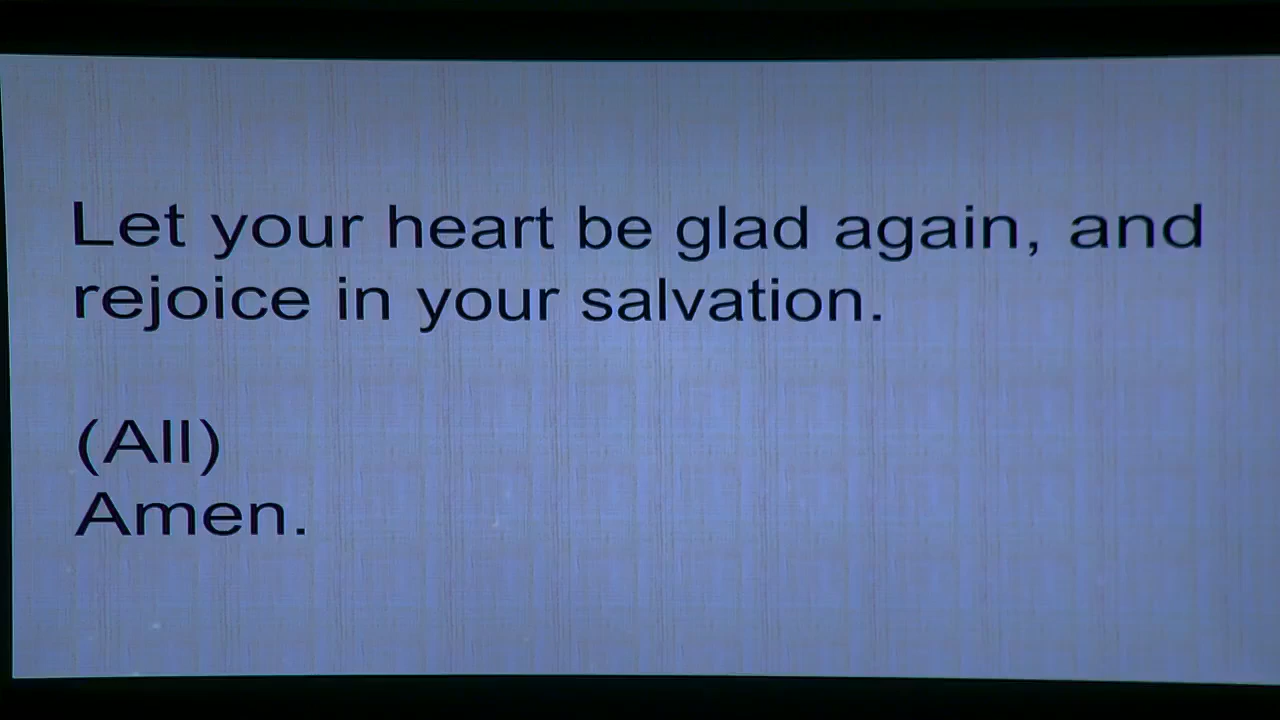 Let your heart be glad again, and
rejoice in your salvation.
(All)
Amen.